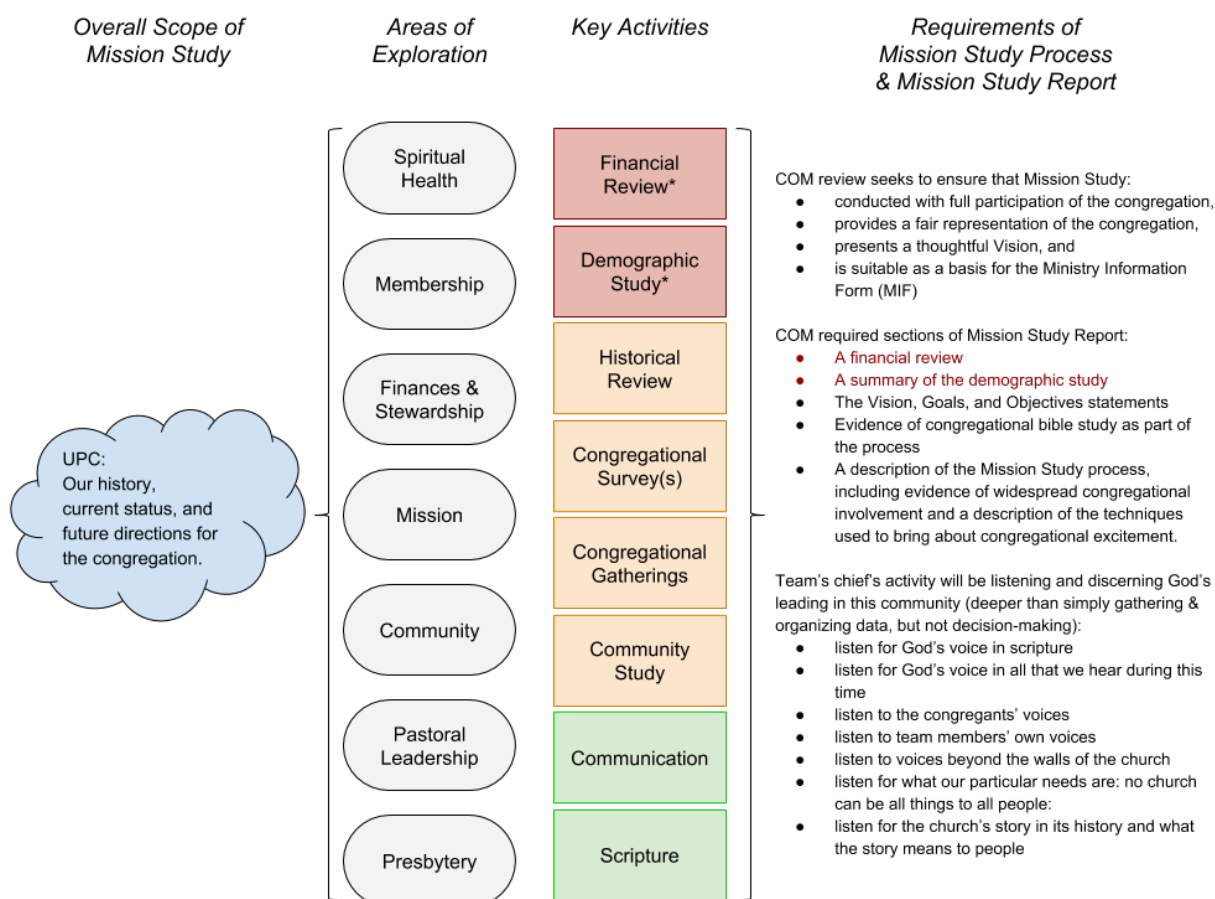 Overall Scope of
Mission Study
Areas of
Exploration
Key Activities
Requirements of
Mission Study Process
& Mission Study Report
UPC:
Our history,
current status, and
future directions for
the congregation.
Spiritual
Health
Membership
Finances &
Stewardship
Mission
Community
Pastoral
Leadership
Presbytery
Financial
Review*
Demographic
Study*
Historical
Review
Congregational
Survey(s)
Congregational
Gatherings
Community
Study
Communication
Scripture
COM review seeks to ensure that Mission Study:
● conducted with full participation of the congregation,
● provides a fair representation of the congregation,
● presents a thoughtful Vision, and
● is suitable as a basis for the Ministry Information
Form (MIF)
COM required sections of Mission Study Report:
● A financial review
● A summary of the demographic study
● The Vision, Goals, and Objectives statements
● Evidence of congregational bible study as part of
the process
● A description of the Mission Study process,
including evidence of widespread congregational
involvement and a description of the techniques
used to bring about congregational excitement.
Team's chief's activity will be listening and discerning God's
leading in this community (deeper than simply gathering &
organizing data, but not decision-making):
● listen for God's voice in scripture
● listen for God's voice in all that we hear during this
time
● listen to the congregants' voices
● listen to team members' own voices
● listen to voices beyond the walls of the church
● listen for what our particular needs are: no church
can be all things to all people:
● listen for the church's story in its history and what
the story means to people